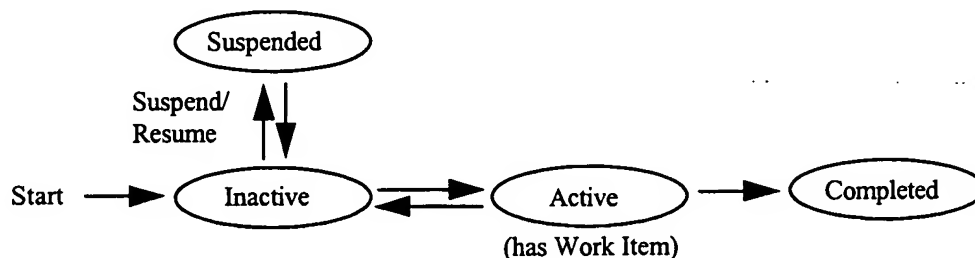 Suspended
Suspend/
Resume
Start
Inactive
Active
Completed
(has Work Item)